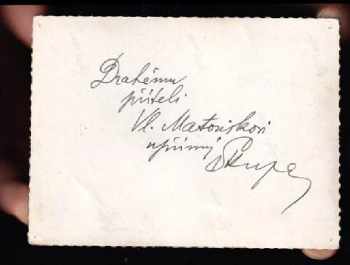 Drahému
příteli
Vl. Matouškovi
upřímný